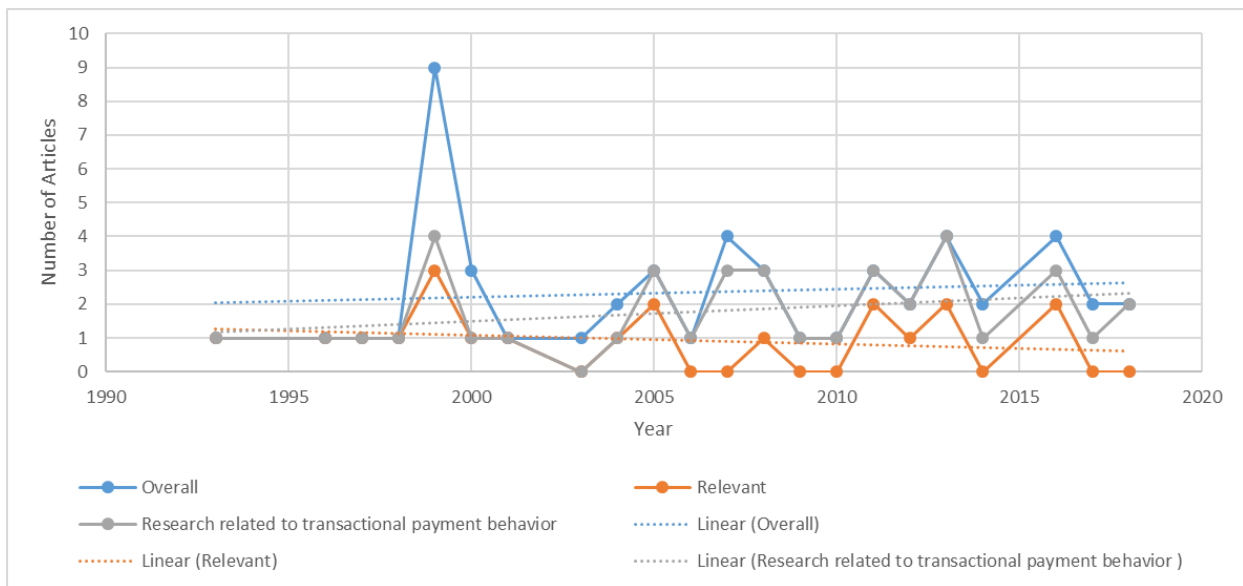 10
9
8
7
6
5
4
3
2
1
0
Number of Articles
1990 1995 2000 2005 2010 2015 2020
Year
Overall Relevant
Research related to transactional payment behavior Linear (Overall)
Linear (Relevant) Linear (Research related to transactional payment behavior )